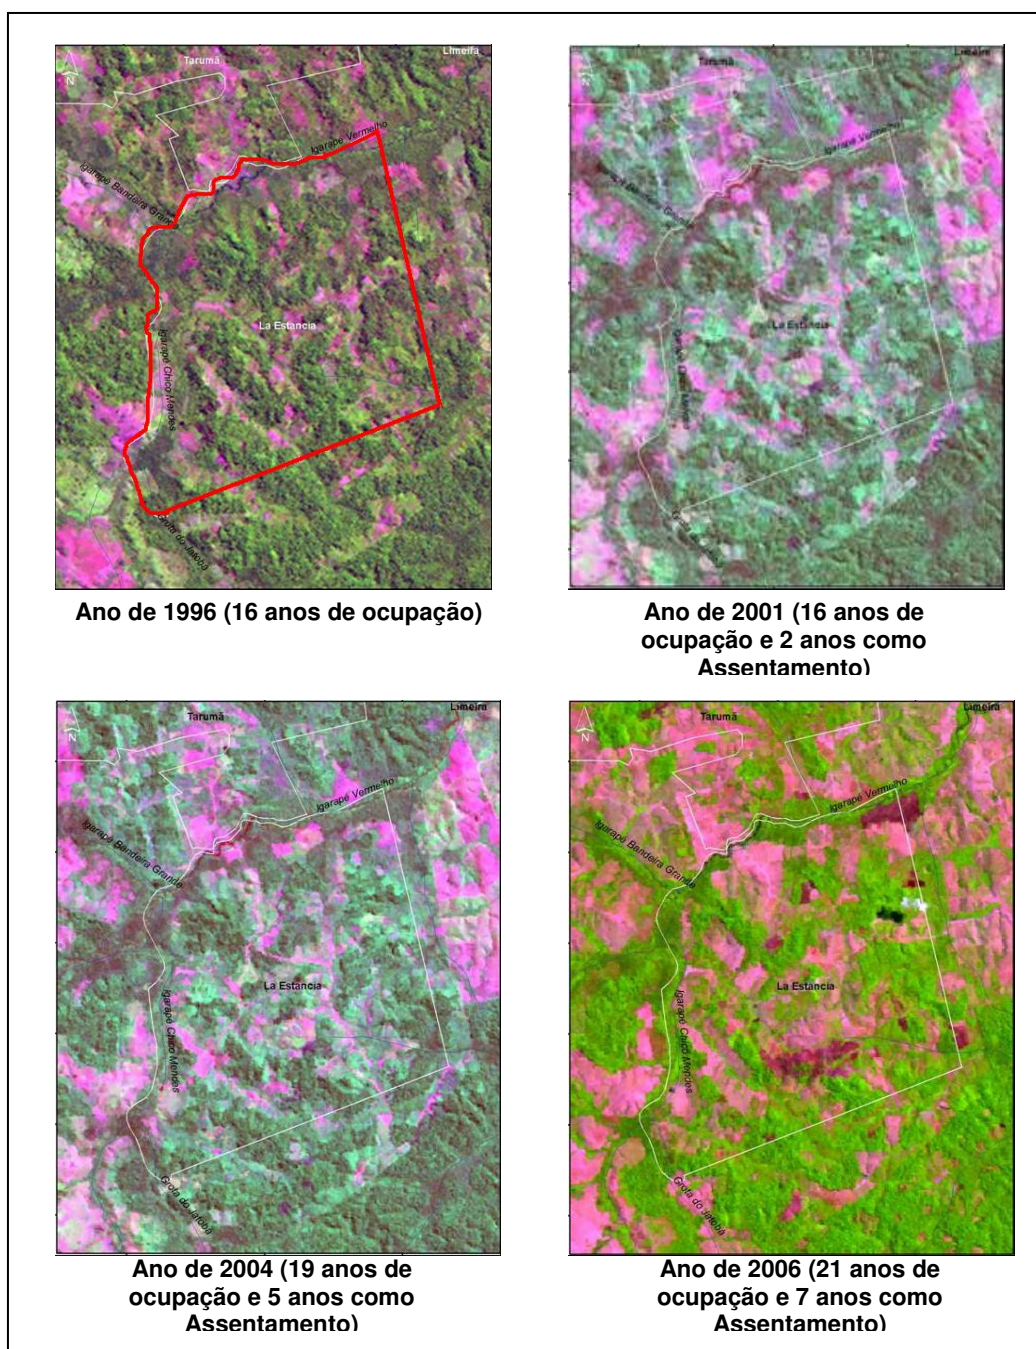 Tarumã
Limeira
N
Igarapé Vermelho
Igarapé Bandeira Grande
La Estancia
Igarapé Chico Mendes
Grota do Jatobá
Ano de 1996 (16 anos de ocupação)
Tarumã
Limeira
N
Igarapé Vermelho
La Estancia
Ano de 2001 (16 anos de
ocupação e 2 anos como
Assentamento)
Tarumã
Limeira
N
Igarapé Vermelho
Igarapé Bandeira Grande
La Estancia
Igarapé Chico Mendes
Grota do Jatobá
Ano de 2004 (19 anos de
ocupação e 5 anos como
Assentamento)
Tarumã
Limeira
N
Igarapé Vermelho
Igarapé Bandeira Grande
La Estancia
Igarapé Chico Mendes
Grota do Jatobá
Ano de 2006 (21 anos de
ocupação e 7 anos como
Assentamento)